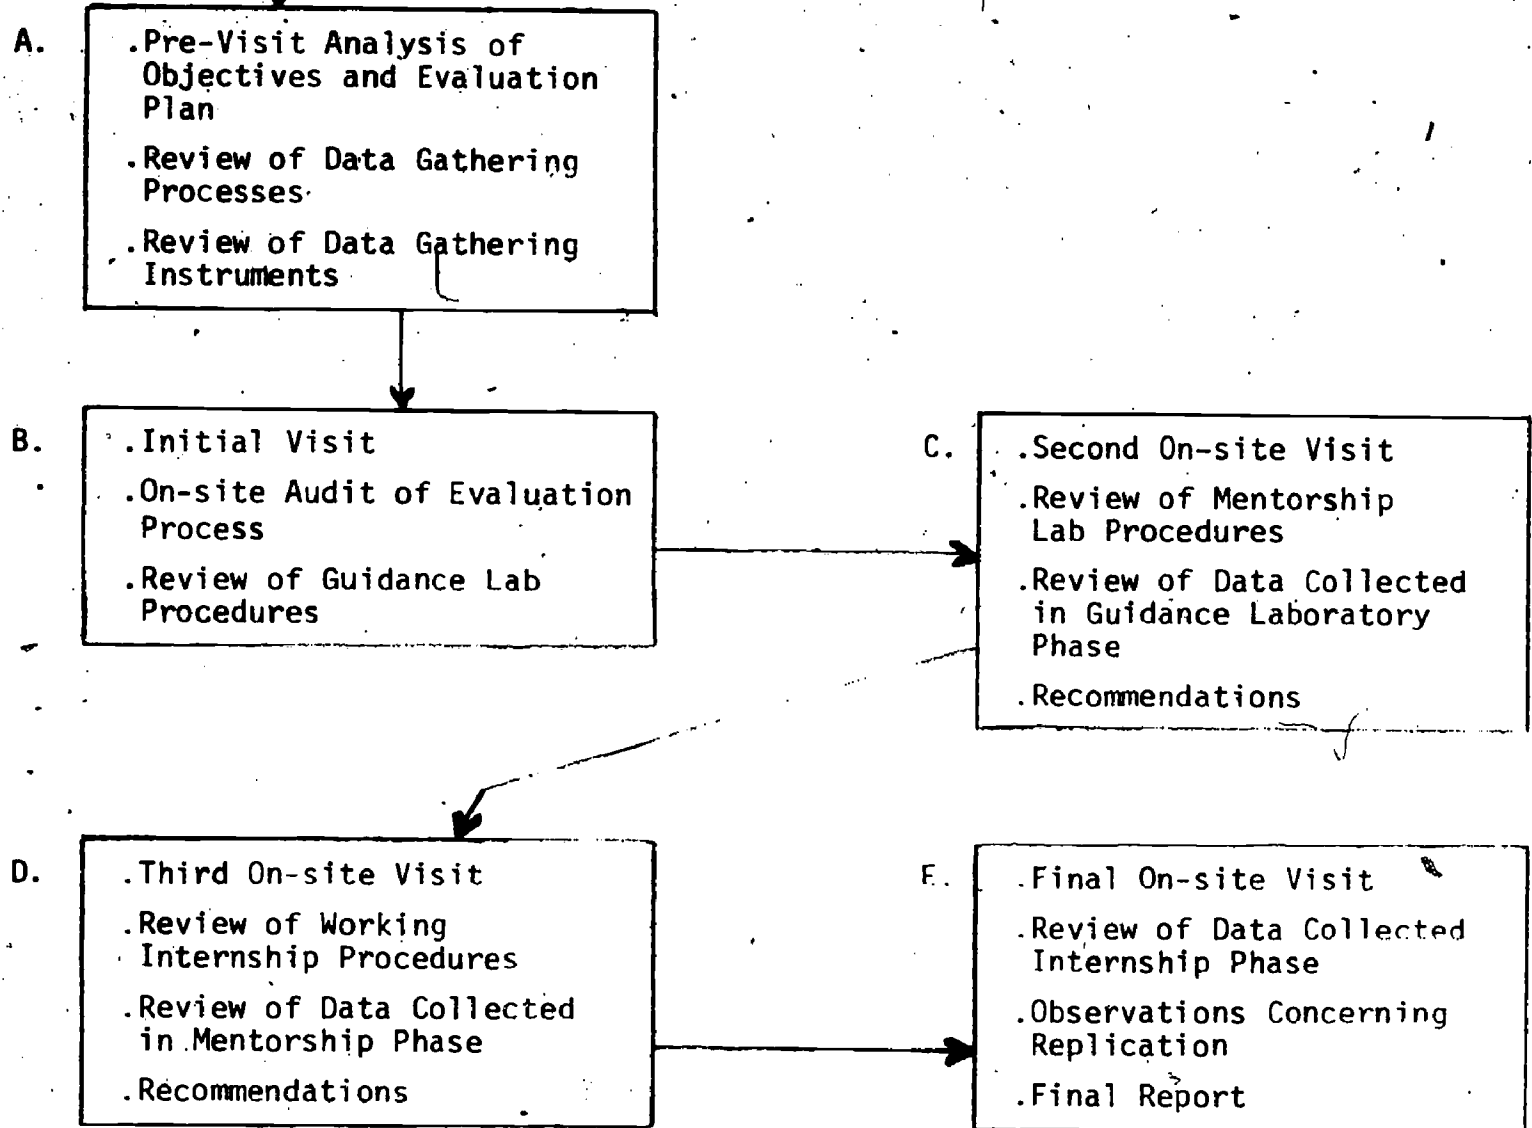 A.
.Pre-Visit Analysis of
Objectives and Evaluation
Plan
.Review of Data Gathering
Processes
.Review of Data Gathering
Instruments
B.
.Initial Visit
.On-site Audit of Evaluation
Process
.Review of Guidance Lab
Procedures
C.
.Second On-site Visit
.Review of Mentorship
Lab Procedures
.Review of Data Collected
in Guidance Laboratory
Phase
.Recommendations
D.
.Third On-site Visit
.Review of Working
Internship Procedures
.Review of Data Collected
in Mentorship Phase
.Recommendations
E.
.Final On-site Visit
.Review of Data Collected
Internship Phase
.Observations Concerning
Replication
.Final Report